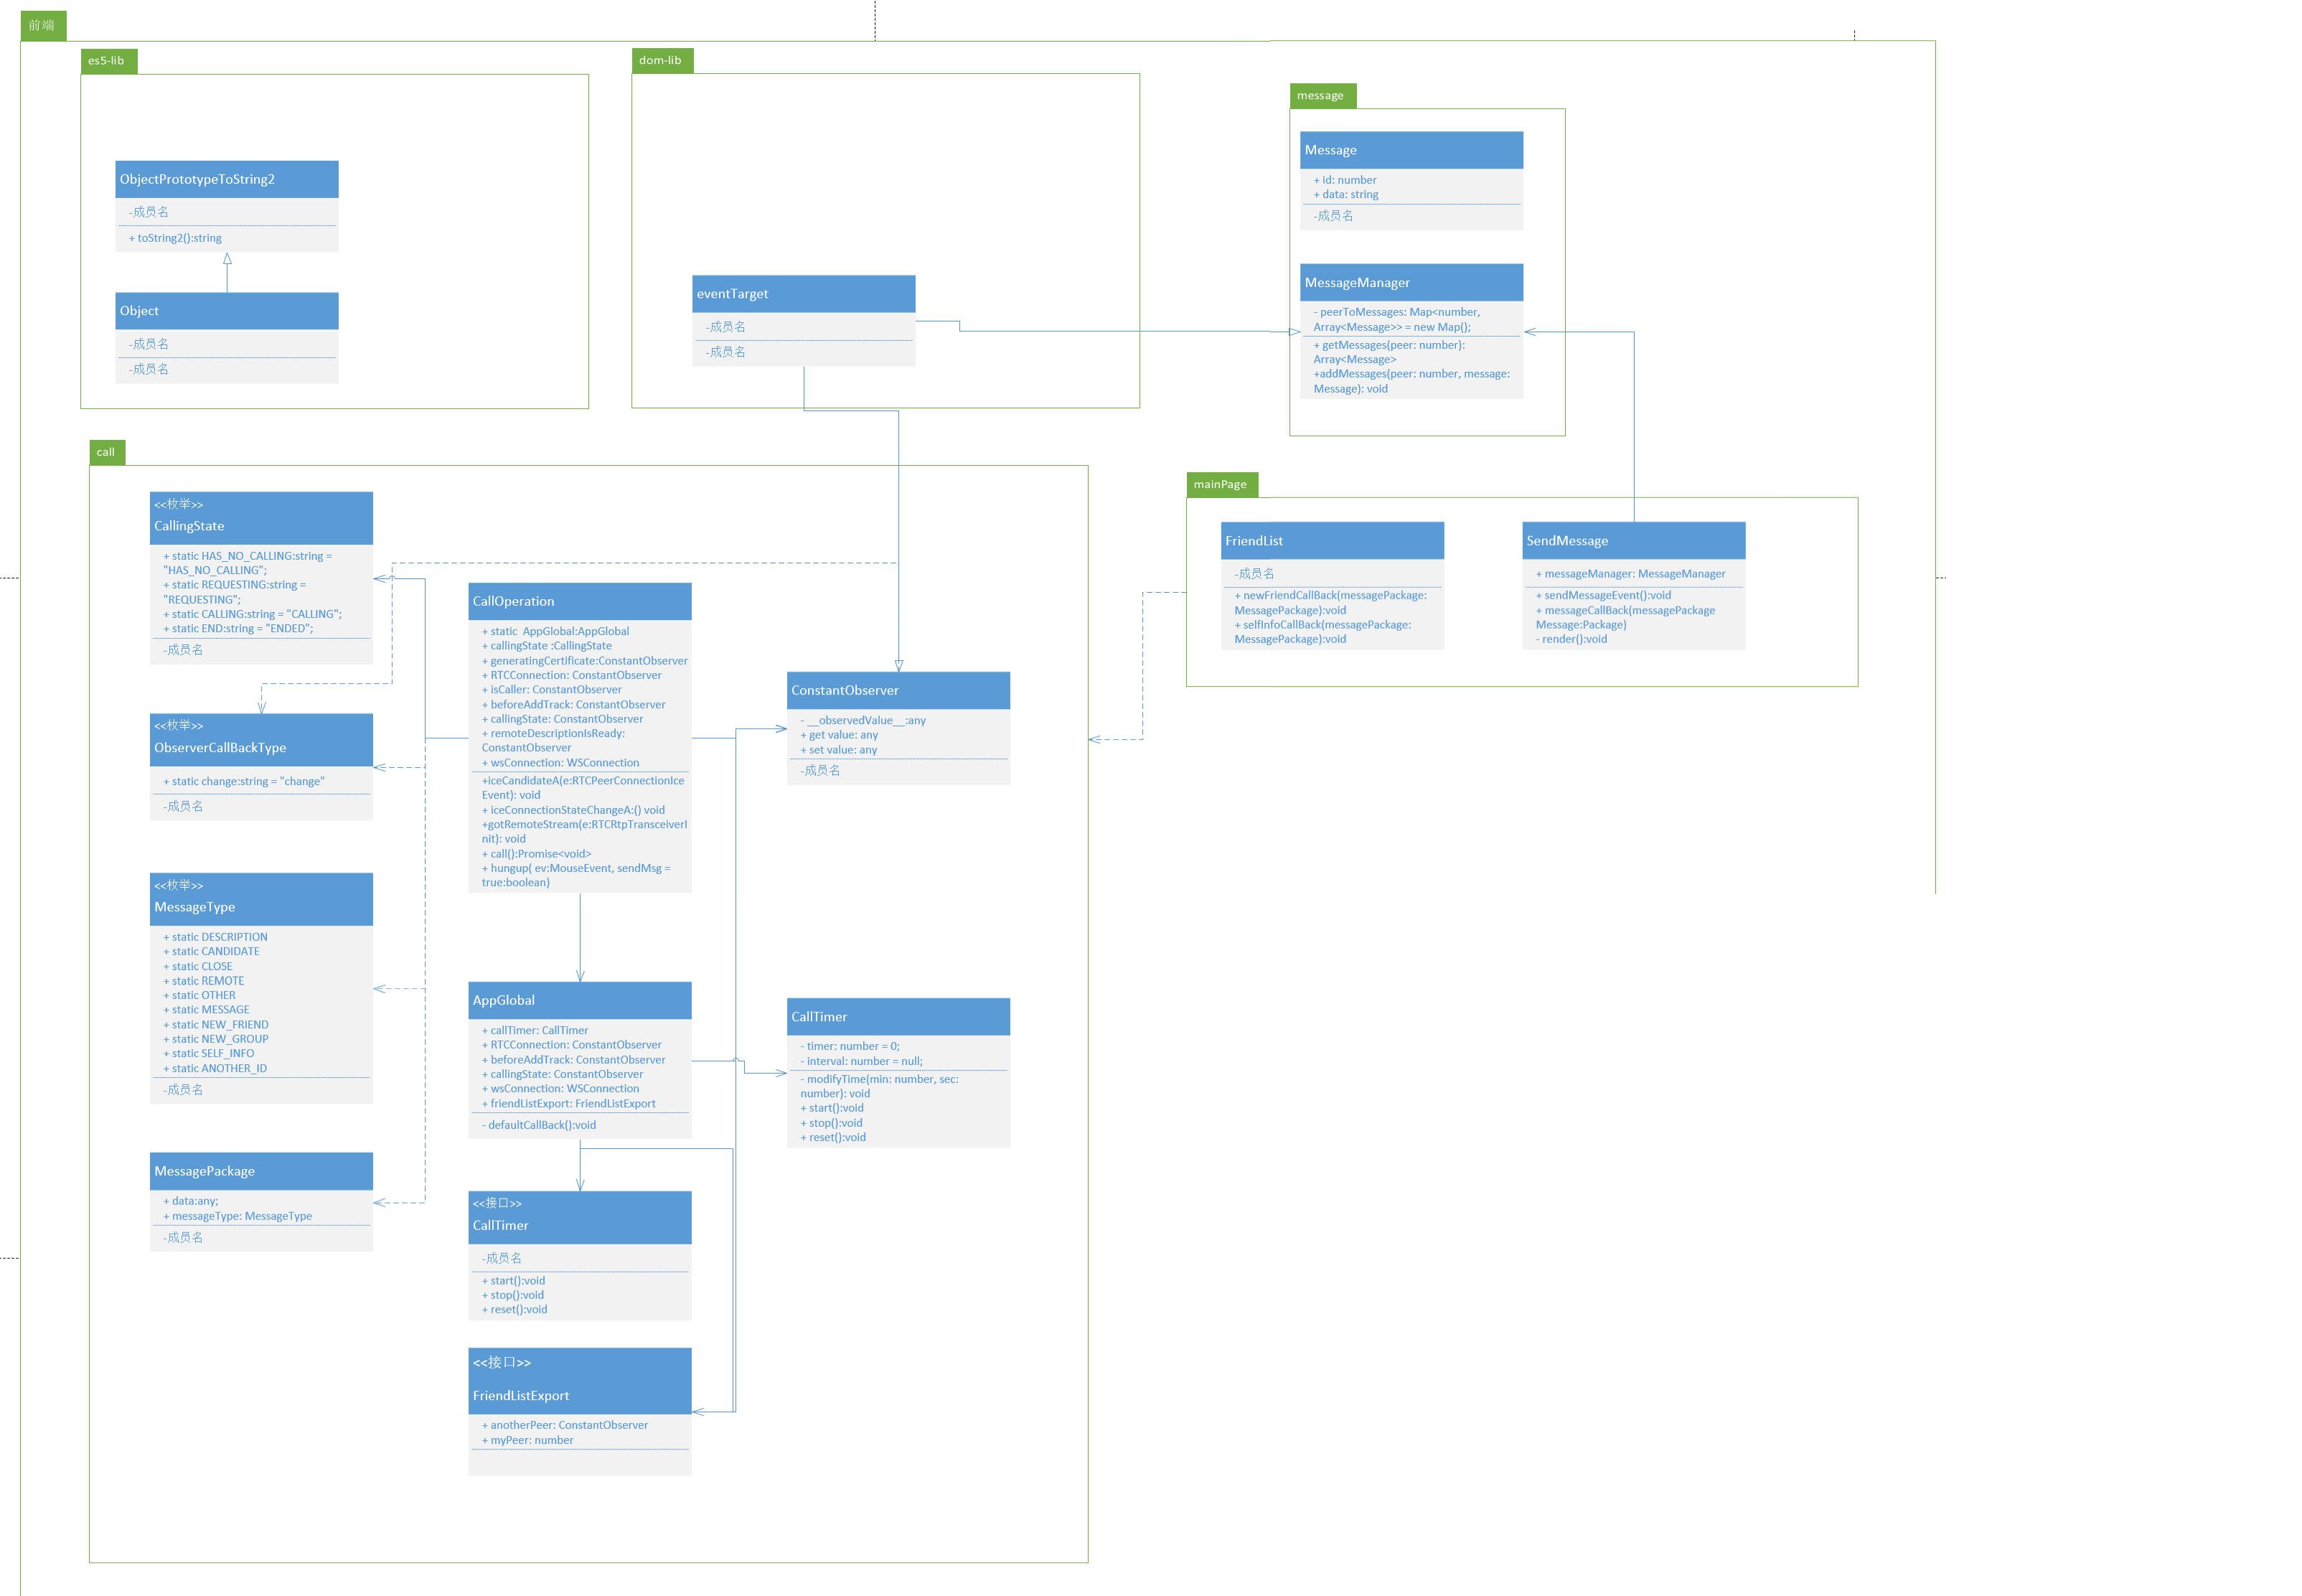 前端
es5-lib
ObjectPrototypeToString2
-成员名
+ toString2():string
Object
-成员名
-成员名
dom-lib
eventTarget
-成员名
-成员名
message
Message
+ id: number
+ data: string
-成员名
MessageManager
- peerToMessages: Map<number,
Array<Message>> = new Map();
+ getMessages(peer: number):
Array<Message>
+addMessages(peer: number, message:
Message): void
call
<<枚举>>
CallingState
+ static HAS_NO_CALLING:string =
"HAS_NO_CALLING";
+ static REQUESTING:string =
"REQUESTING";
+ static CALLING:string = "CALLING";
+ static END:string = "ENDED";
-成员名
<<枚举>>
ObserverCallBackType
+ static change:string = "change"
-成员名
<<枚举>>
MessageType
+ static DESCRIPTION
+ static CANDIDATE
+ static CLOSE
+ static REMOTE
+ static OTHER
+ static MESSAGE
+ static NEW_FRIEND
+ static NEW_GROUP
+ static SELF_INFO
+ static ANOTHER_ID
-成员名
MessagePackage
+ data:any;
+ messageType: MessageType
-成员名
CallOperation
+ static  AppGlobal:AppGlobal
+ callingState :CallingState
+ generatingCertificate:ConstantObserver
+ RTCConnection: ConstantObserver
+ isCaller: ConstantObserver
+ beforeAddTrack: ConstantObserver
+ callingState: ConstantObserver
+ remoteDescriptionIsReady:
ConstantObserver
+ wsConnection: WSConnection
+iceCandidateA(e:RTCPeerConnectionIce
Event): void
+ iceConnectionStateChangeA:() void
+gotRemoteStream(e:RTCRtpTransceiverI
nit): void
+ call():Promise<void>
+ hungup( ev:MouseEvent, sendMsg =
true:boolean)
AppGlobal
+ callTimer: CallTimer
+ RTCConnection: ConstantObserver
+ beforeAddTrack: ConstantObserver
+ callingState: ConstantObserver
+ wsConnection: WSConnection
+ friendListExport: FriendListExport
- defaultCallBack():void
<<接口>>
CallTimer
-成员名
+ start():void
+ stop():void
+ reset():void
<<接口>>
FriendListExport
+ anotherPeer: ConstantObserver
+ myPeer: number
ConstantObserver
- __observedValue__:any
+ get value: any
+ set value: any
-成员名
CallTimer
- timer: number = 0;
- interval: number = null;
- modifyTime(min: number, sec:
number): void
+ start():void
+ stop():void
+ reset():void
mainPage
FriendList
-成员名
+ newFriendCallBack(messagePackage:
MessagePackage):void
+ selfInfoCallBack(messagePackage:
MessagePackage):void
SendMessage
+ messageManager: MessageManager
+ sendMessageEvent():void
+ messageCallBack(messagePackage
Message:Package)
- render():void